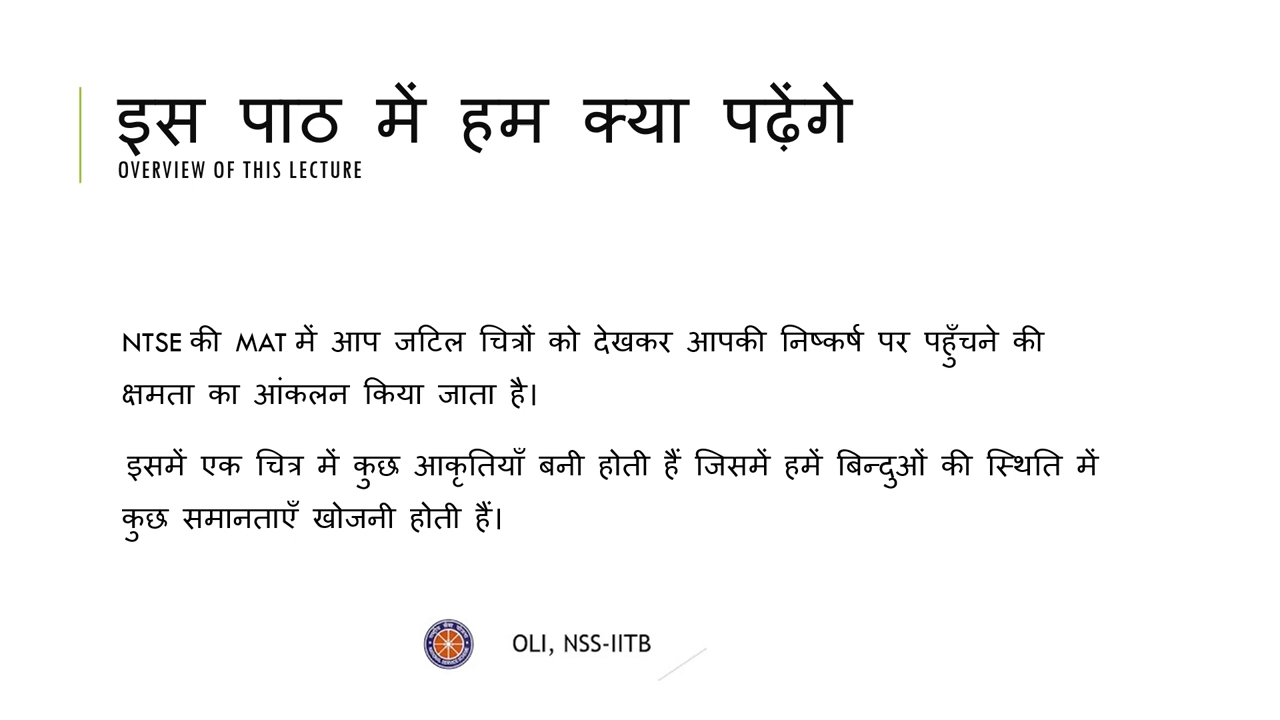 इस पाठ में हम क्या पढ़ेंगे
OVERVIEW OF THIS LECTURE
NTSE की MAT में आप जटिल चित्रों को देखकर आपकी निष्कर्ष पर पहुँचने की
क्षमता का आंकलन किया जाता है।
इसमें एक चित्र में कुछ आकृतियाँ बनी होती हैं जिसमें हमें बिन्दुओं की स्थिति में
कुछ समानताएँ खोजनी होती हैं।
OLI, NSS-IITB